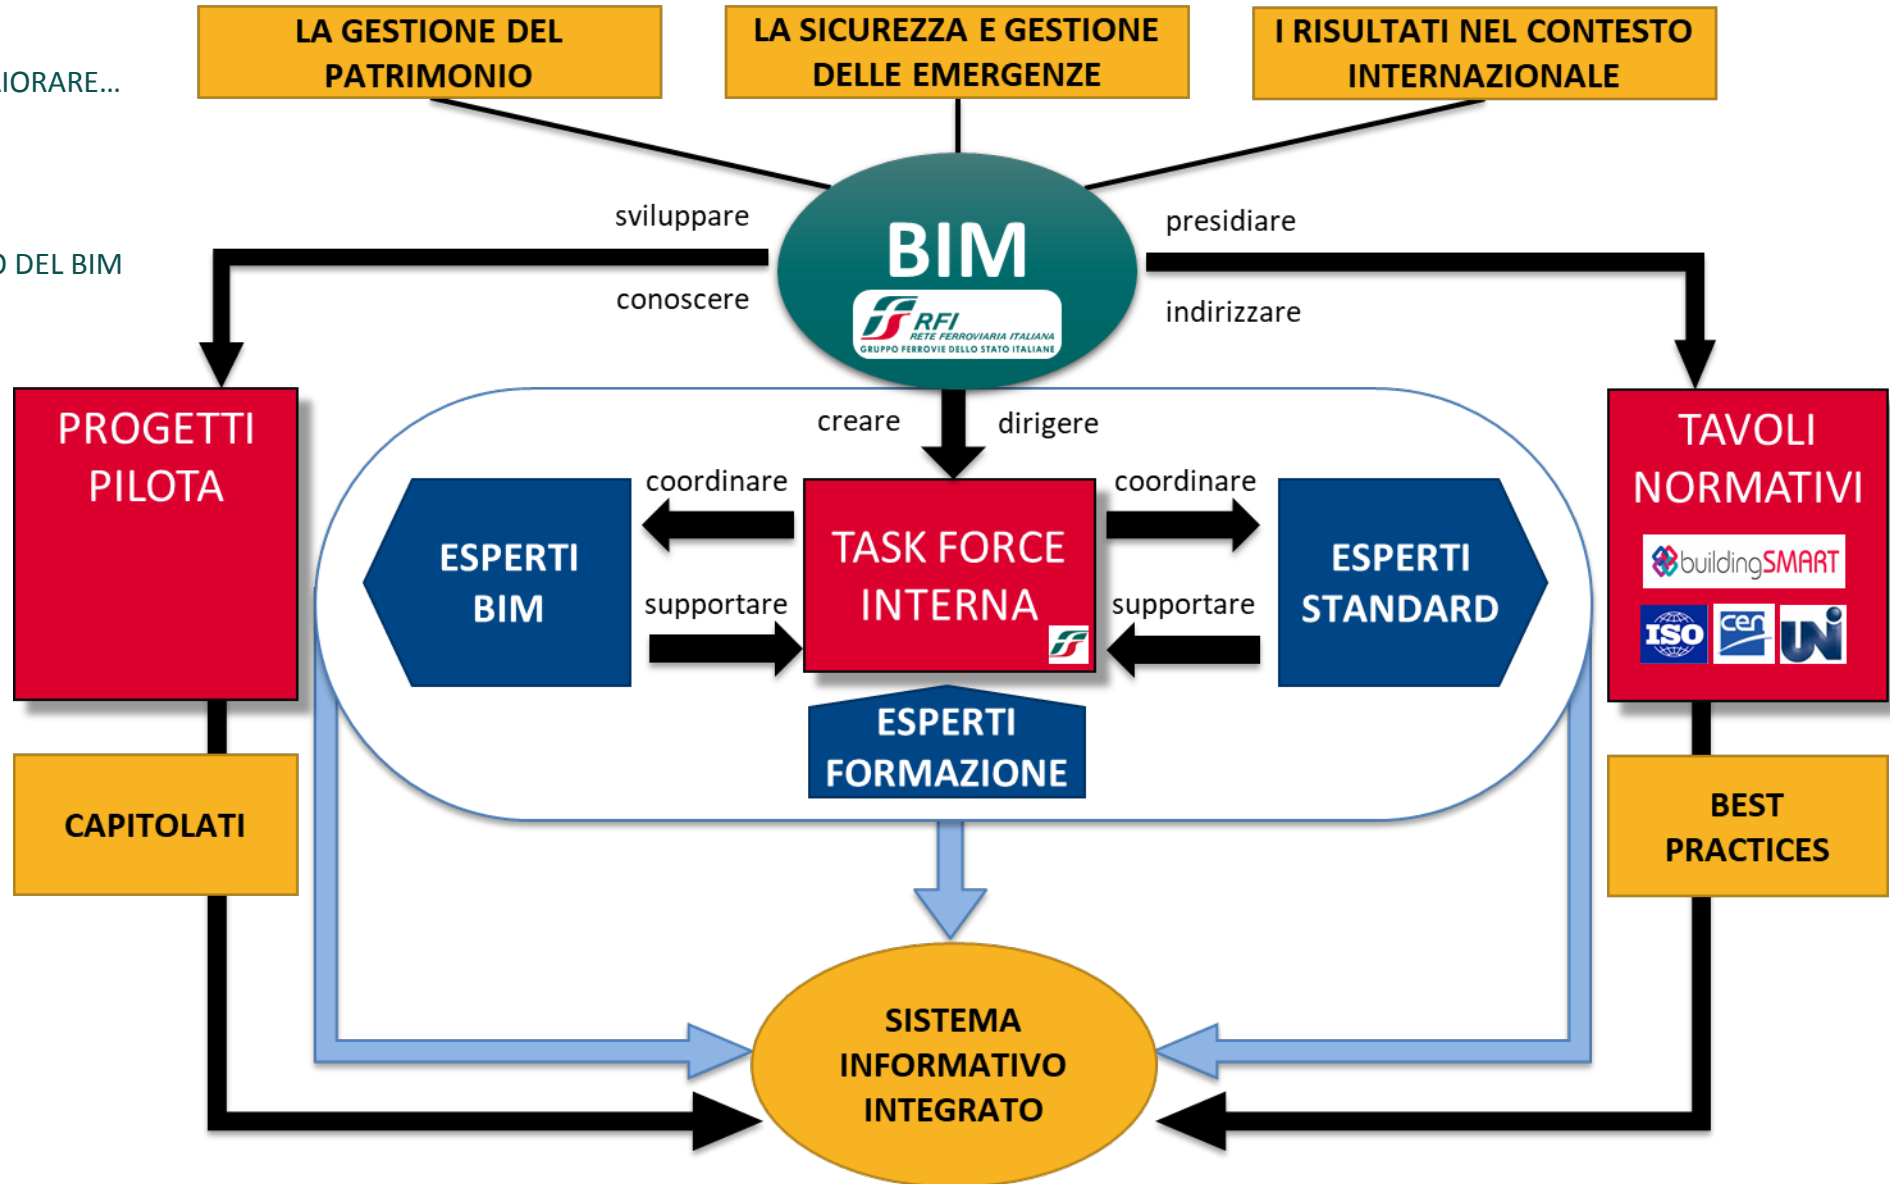 LA GESTIONE DEL
PATRIMONIO
LA SICUREZZA E GESTIONE
DELLE EMERGENZE
I RISULTATI NEL CONTESTO
INTERNAZIONALE
LIORARE...
O DEL BIM
sviluppare
conoscere
BIM
RFI
RETE FERROVIARIA ITALIANA
GRUPPO FERROVIE DELLO STATO ITALIANE
presidiare
indirizzare
PROGETTI
PILOTA
creare
dirigere
coordinare
coordinare
ESPERTI
BIM
supportare
TASK FORCE
INTERNA
supportare
ESPERTI
STANDARD
ESPERTI
FORMAZIONE
TAVOLI
NORMATIVI
buildingSMART
ISO
cen
UNI
CAPITOLATI
BEST
PRACTICES
SISTEMA
INFORMATIVO
INTEGRATO